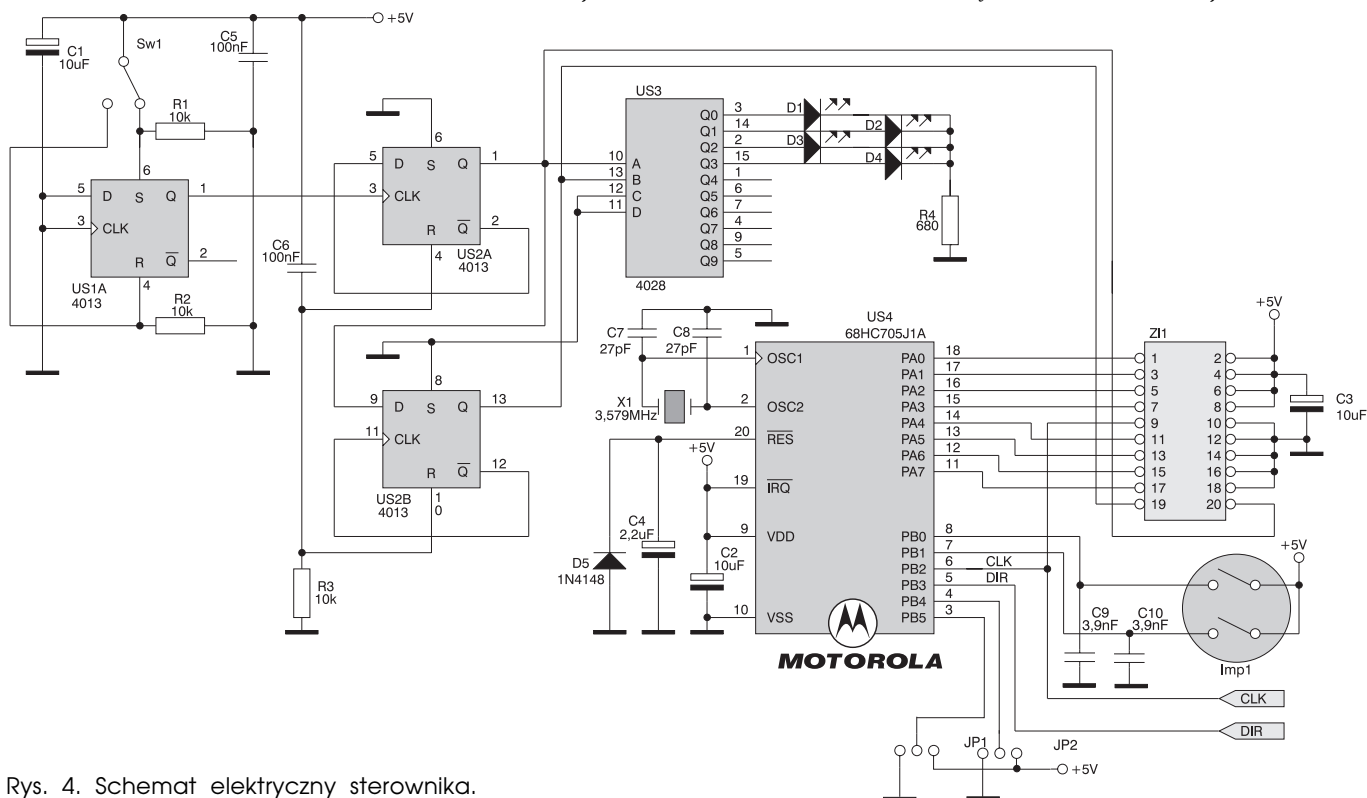 +5V
C1
10uF
Sw1
C5
100nF
R1
10k
6
5 D S Q 1
3 CLK
R Q 2
US1A
4013
4
R2
10k
C6
100nF
R3
10k
6
5 D S Q 1
3 CLK
R Q 2
US2A
4013
4
8
9 D S Q 13
11 CLK
R Q 12
US2B
4013
1
0
US3
10 A
13 B
12 C
11 D
Q0 3
Q1 14
Q2 2
Q3 15
Q4 1
Q5 6
Q6 7
Q7 4
Q8 9
Q9 5
4028
D1
D2
D3
D4
R4
680
US4
68HC705J1A
C7
27pF
C8
27pF
X1
3,579MHz
1 OSC1
2 OSC2
20 RES
19 IRQ
9 VDD
10 VSS
PA0 18
PA1 17
PA2 16
PA3 15
PA4 14
PA5 13
PA6 12
PA7 11
PB0 8
PB1 7
PB2 6 CLK
PB3 5 DIR
PB4 4
PB5 3
MOTOROLA
+5V
D5
1N4148
C4
2,2uF
C2
10uF
+5V
ZI1
1 2
3 4
5 6
7 8
9 10
11 12
13 14
15 16
17 18
19 20
C3
10uF
+5V
C9
3,9nF
C10
3,9nF
Imp1
CLK
DIR
JP1
JP2
+5V
Rys. 4. Schemat elektryczny sterownika.